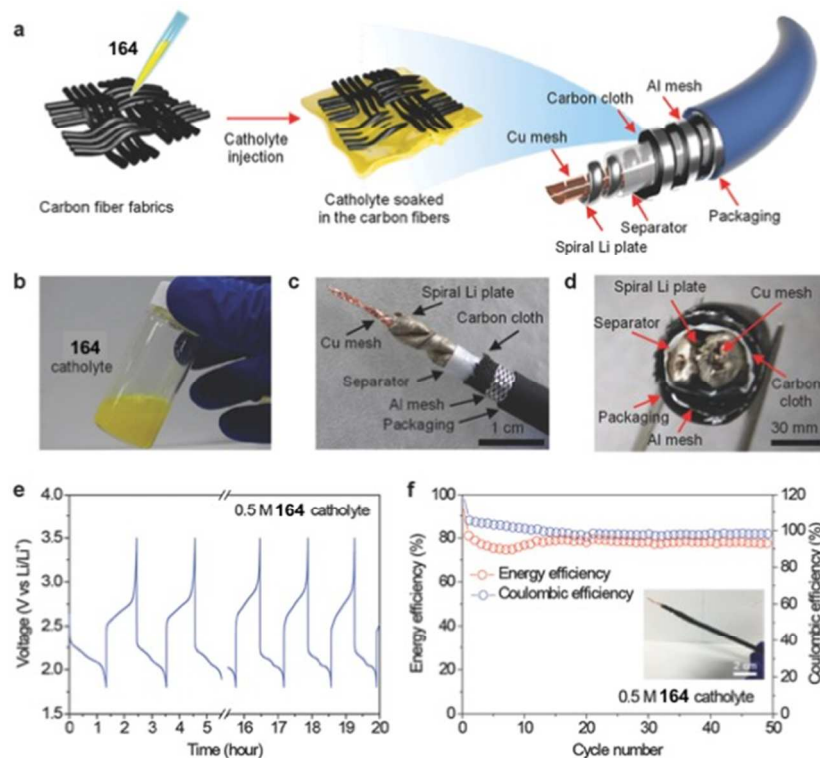 a
164
Carbon fiber fabrics
Catholyte
injection
Catholyte soaked
in the carbon fibers
Al mesh
Carbon cloth
Cu mesh
Packaging
Separator
Spiral Li plate
b
164
catholyte
c
Spiral Li plate
Carbon cloth
Cu mesh
Separator
Al mesh
Packaging
1 cm
d
Spiral Li plate
Cu mesh
Separator
Carbon
cloth
Packaging
Al mesh
30 mm
e
0.5 M 164 catholyte
Voltage (V vs Li/Li⁺)
4.0
3.5
3.0
2.5
2.0
1.5
0 1 2 3 4 5 16 17 18 19 20
Time (hour)
f
Energy efficiency (%)
100
80
60
40
20
0
Energy efficiency
Coulombic efficiency
2 cm
0.5 M 164 catholyte
120
100
80
60
40
20
0
Coulombic efficiency (%)
0 10 20 30 40 50
Cycle number